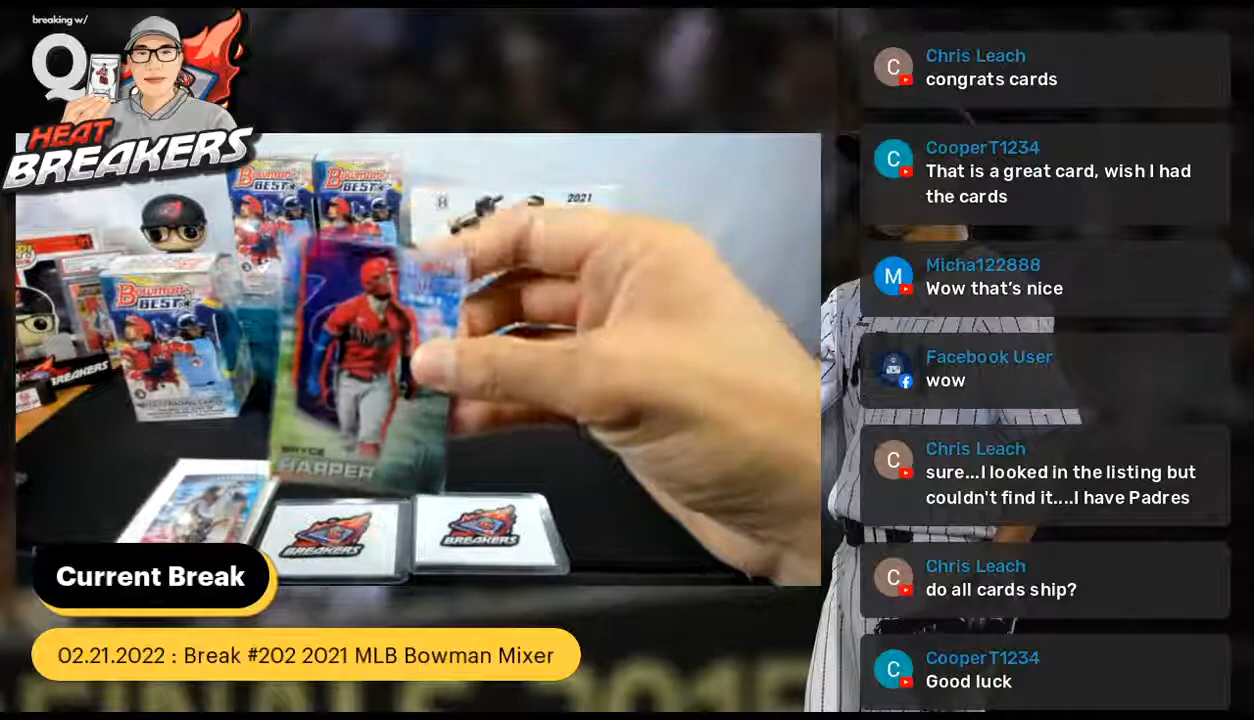 breaking w/
Q
HEAT
BREAKERS
Bowman's
BEST
Bowman's
BEST
2021
Bowman's
BEST
BREAKERS
BRYCE
HARPER
BREAKERS
BREAKERS
Current Break
02.21.2022 : Break #202 2021 MLB Bowman Mixer
C
Chris Leach
congrats cards
C
CooperT1234
That is a great card, wish I had
the cards
M
Micha122888
Wow that's nice
Facebook User
wow
C
Chris Leach
sure...I looked in the listing but
couldn't find it....I have Padres
C
Chris Leach
do all cards ship?
C
CooperT1234
Good luck